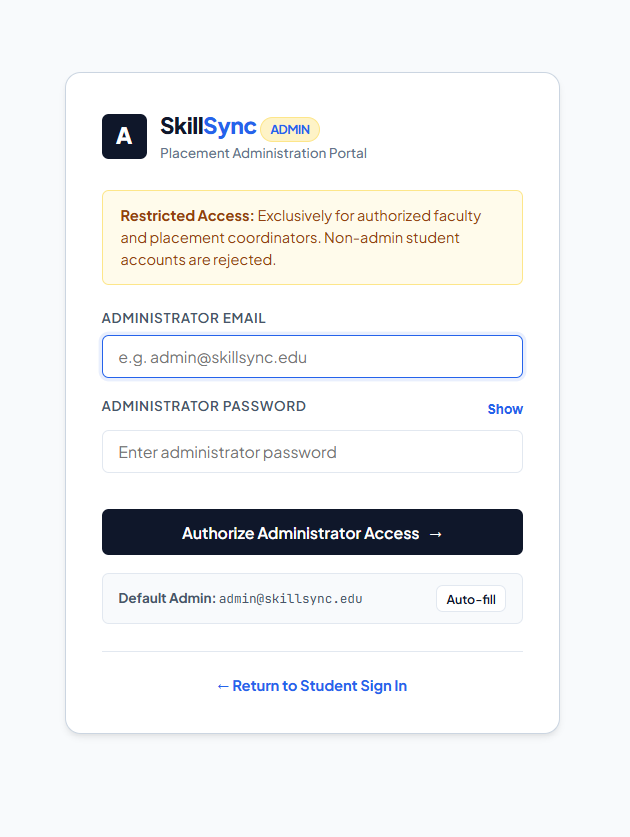 A
SkillSync ADMIN
Placement Administration Portal
Restricted Access: Exclusively for authorized faculty
and placement coordinators. Non-admin student
accounts are rejected.
ADMINISTRATOR EMAIL
e.g. admin@skillsync.edu
ADMINISTRATOR PASSWORD Show
Enter administrator password
Authorize Administrator Access →
Default Admin: admin@skillsync.edu Auto-fill
← Return to Student Sign In